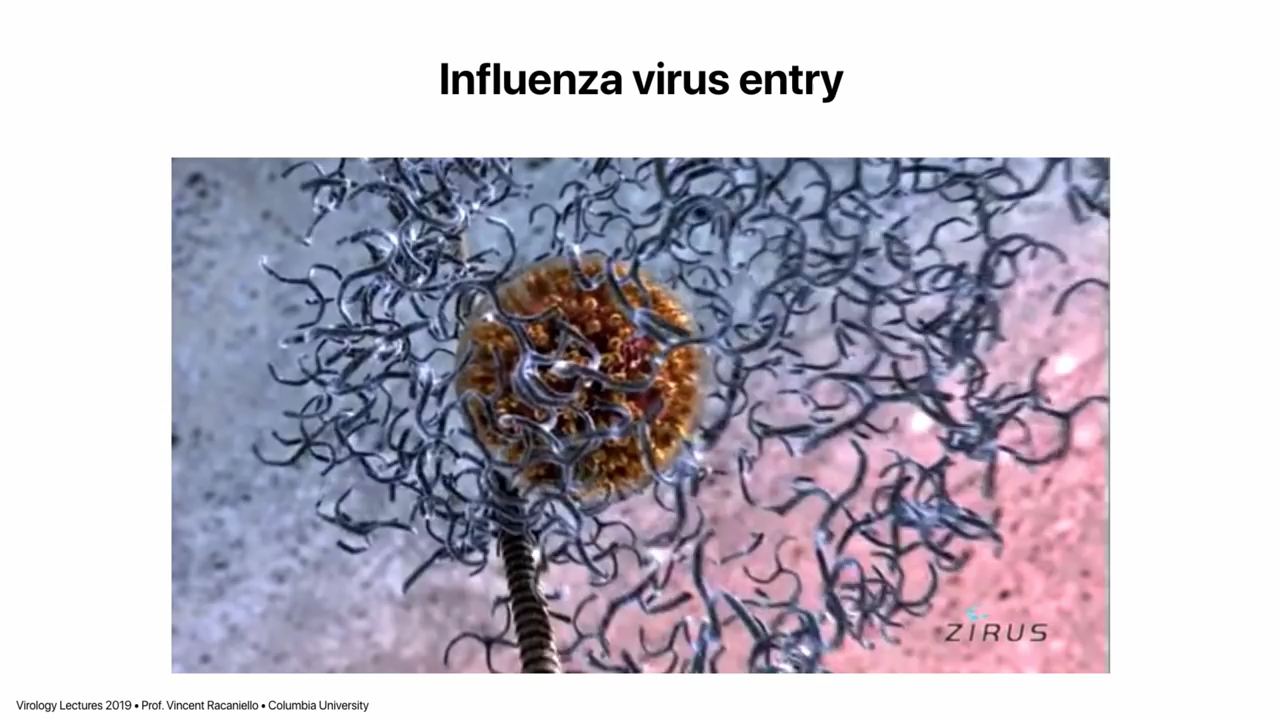 Influenza virus entry
ZIRUS
Virology Lectures 2019 • Prof. Vincent Racaniello • Columbia University